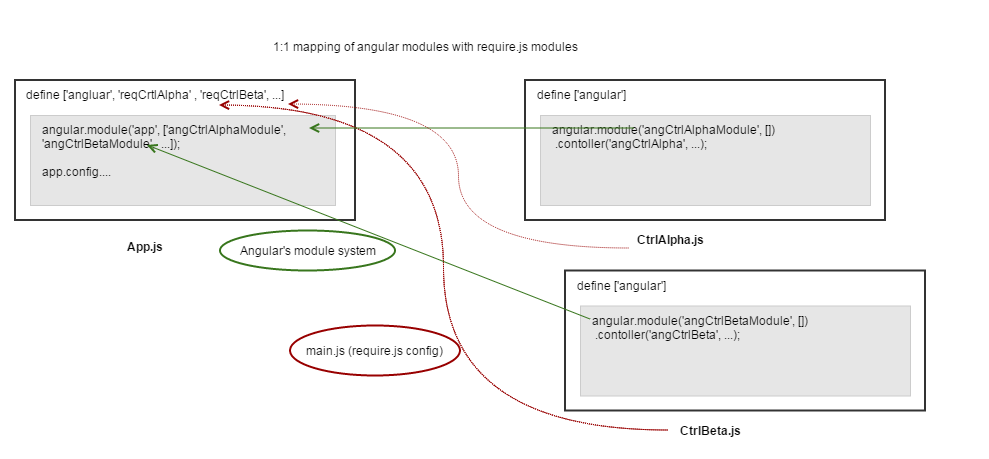 1:1 mapping of angular modules with require.js modules
define ['angluar', 'reqCrtlAlpha' , 'reqCtrlBeta', ...]
angular.module('app', ['angCtrlAlphaModule',
'angCtrlBetaModule', ...]);
app.config....
App.js
define ['angular']
angular.module('angCtrlAlphaModule', [])
.contoller('angCtrlAlpha', ...);
CtrlAlpha.js
Angular's module system
define ['angular']
angular.module('angCtrlBetaModule', [])
.contoller('angCtrlBeta', ...);
main.js (require.js config)
CtrlBeta.js